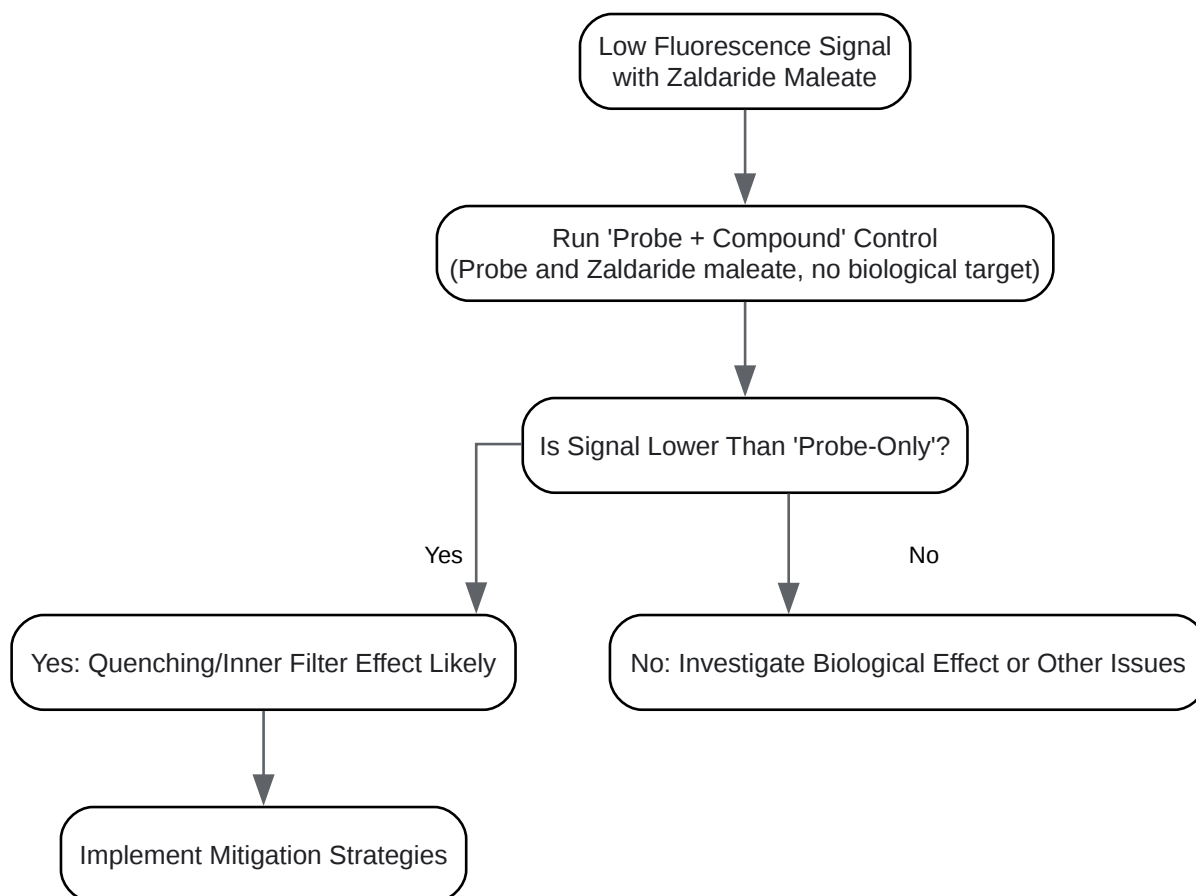 Low Fluorescence Signal
with Zaldaride Maleate
Run 'Probe + Compound' Control
(Probe and Zaldaride maleate, no biological target)
Is Signal Lower Than 'Probe-Only'?
Yes
No
Yes: Quenching/Inner Filter Effect Likely
No: Investigate Biological Effect or Other Issues
Implement Mitigation Strategies